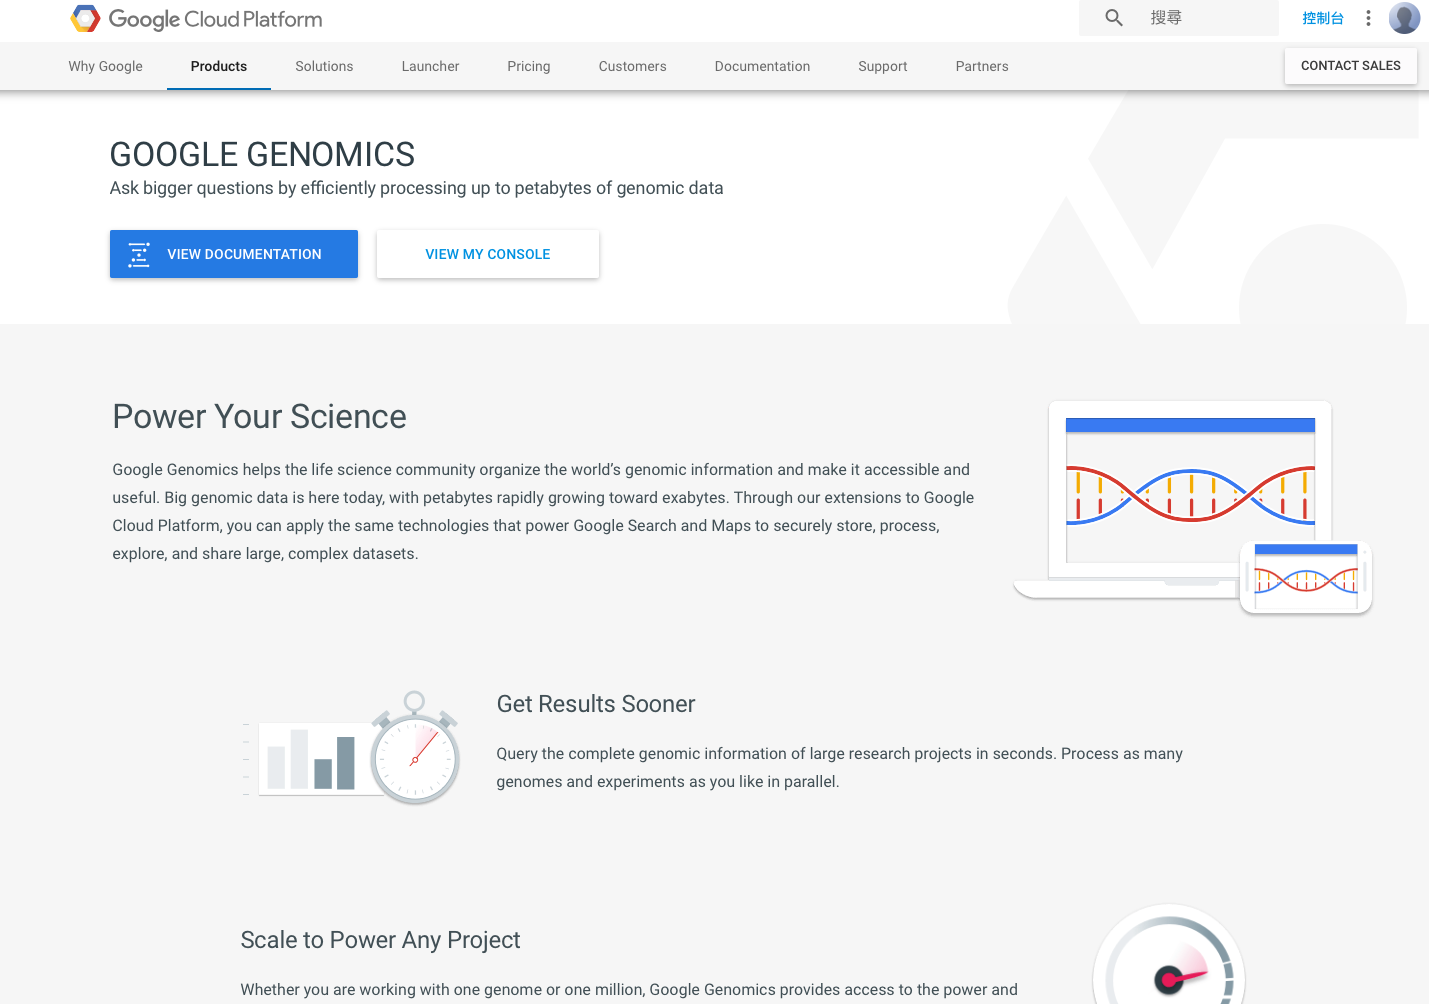 Google Cloud Platform
搜尋
控制台
Why Google
Products
Solutions
Launcher
Pricing
Customers
Documentation
Support
Partners
CONTACT SALES
GOOGLE GENOMICS
Ask bigger questions by efficiently processing up to petabytes of genomic data
VIEW DOCUMENTATION
VIEW MY CONSOLE
Power Your Science
Google Genomics helps the life science community organize the world’s genomic information and make it accessible and
useful. Big genomic data is here today, with petabytes rapidly growing toward exabytes. Through our extensions to Google
Cloud Platform, you can apply the same technologies that power Google Search and Maps to securely store, process,
explore, and share large, complex datasets.
Get Results Sooner
Query the complete genomic information of large research projects in seconds. Process as many
genomes and experiments as you like in parallel.
Scale to Power Any Project
Whether you are working with one genome or one million, Google Genomics provides access to the power and